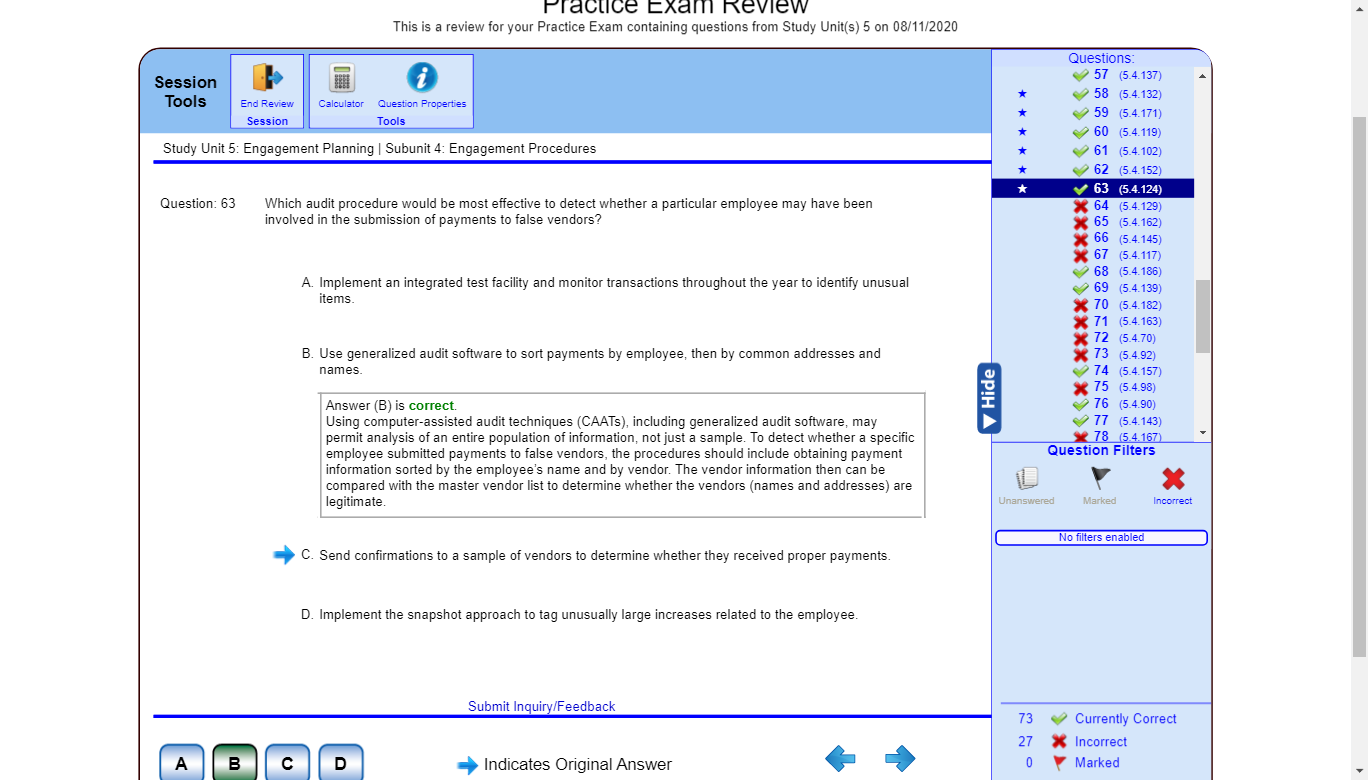 Practice Exam Review
This is a review for your Practice Exam containing questions from Study Unit(s) 5 on 08/11/2020
Session
Tools
End Review
Session
Calculator
Question Properties
Tools
Study Unit 5: Engagement Planning | Subunit 4: Engagement Procedures
Question: 63
Which audit procedure would be most effective to detect whether a particular employee may have been
involved in the submission of payments to false vendors?
A. Implement an integrated test facility and monitor transactions throughout the year to identify unusual
items.
B. Use generalized audit software to sort payments by employee, then by common addresses and
names.
Answer (B) is correct.
Using computer-assisted audit techniques (CAATs), including generalized audit software, may
permit analysis of an entire population of information, not just a sample. To detect whether a specific
employee submitted payments to false vendors, the procedures should include obtaining payment
information sorted by the employee's name and by vendor. The vendor information then can be
compared with the master vendor list to determine whether the vendors (names and addresses) are
legitimate.
C. Send confirmations to a sample of vendors to determine whether they received proper payments.
D. Implement the snapshot approach to tag unusually large increases related to the employee.
Submit Inquiry/Feedback
A B C D
Indicates Original Answer
Hide
Questions:
57 (5.4.137)
58 (5.4.132)
59 (5.4.171)
60 (5.4.119)
61 (5.4.102)
62 (5.4.152)
63 (5.4.124)
64 (5.4.129)
65 (5.4.162)
66 (5.4.145)
67 (5.4.117)
68 (5.4.186)
69 (5.4.139)
70 (5.4.182)
71 (5.4.163)
72 (5.4.70)
73 (5.4.92)
74 (5.4.157)
75 (5.4.98)
76 (5.4.90)
77 (5.4.143)
78 (5.4.167)
Question Filters
Unanswered
Marked
Incorrect
No filters enabled
73 Currently Correct
27 Incorrect
0 Marked